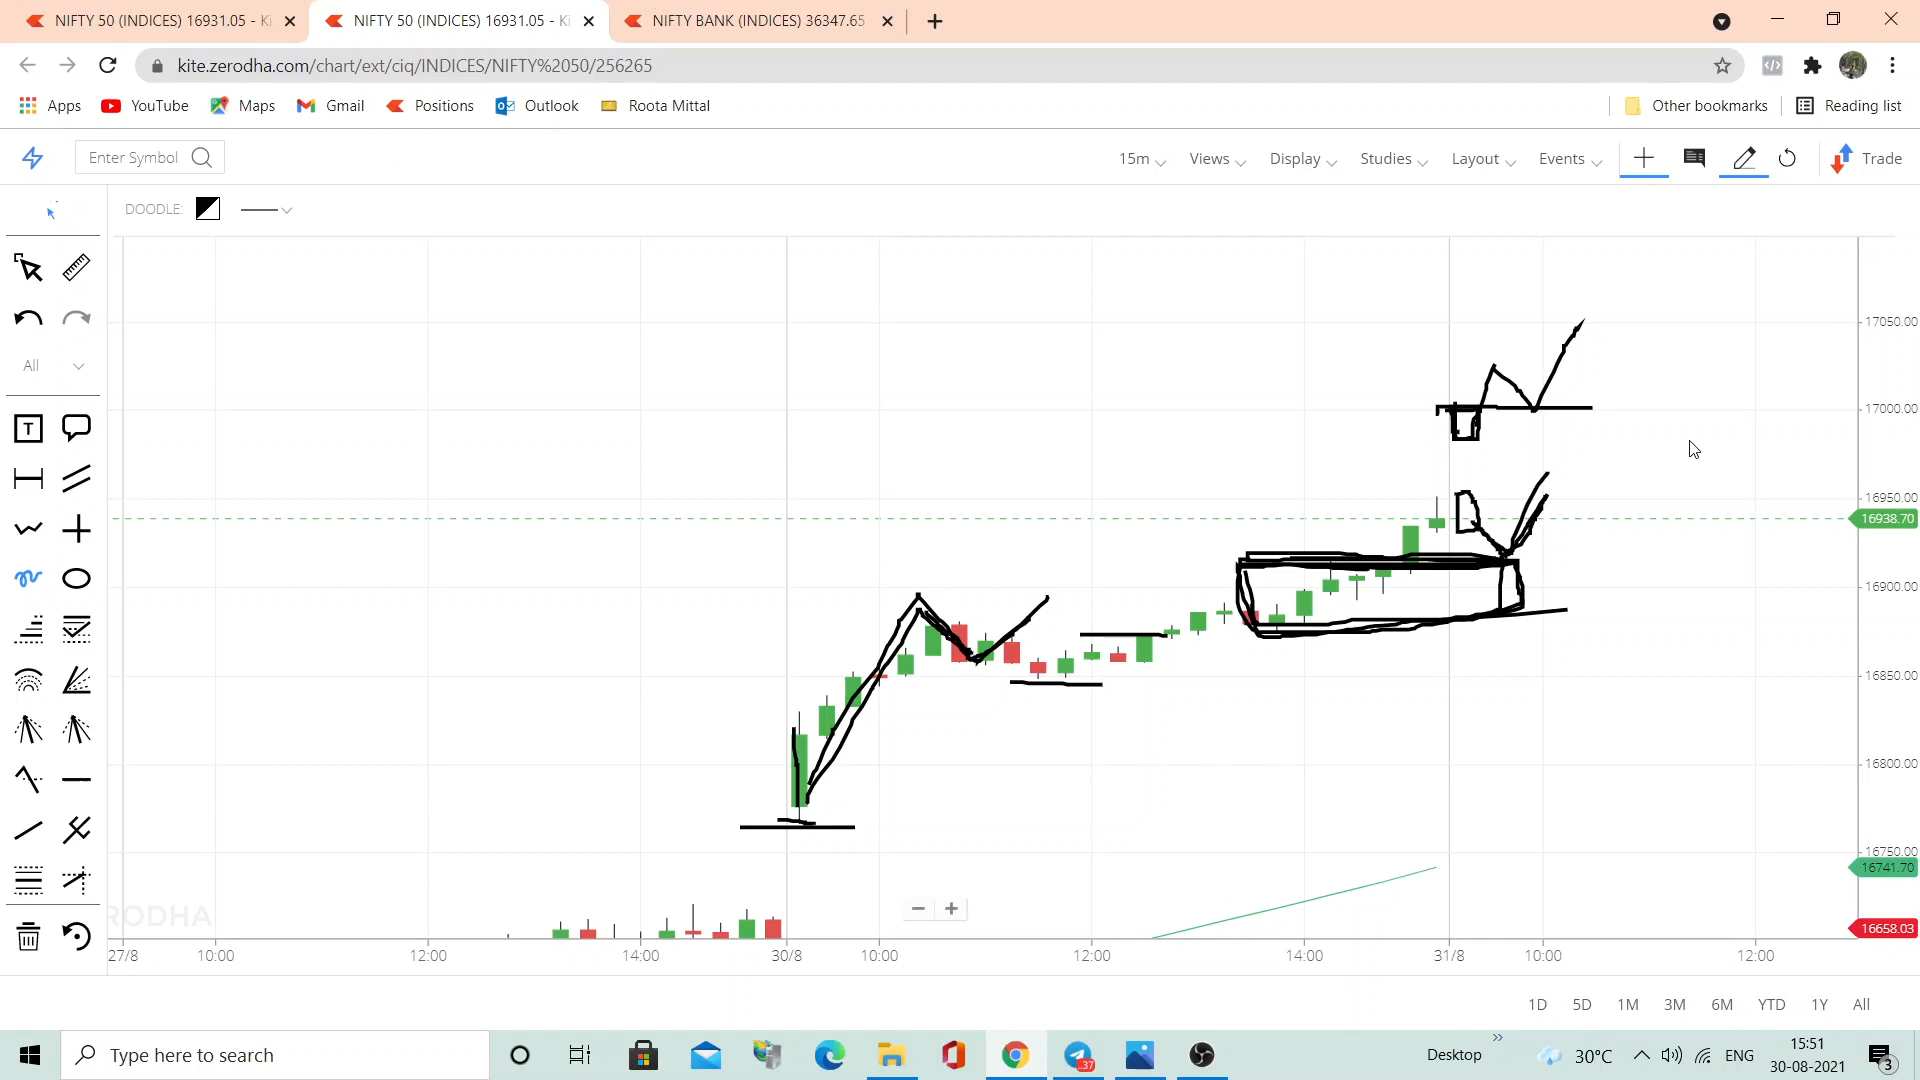 NIFTY 50 (INDICES) 16931.05 - Ki
NIFTY 50 (INDICES) 16931.05 - Ki
NIFTY BANK (INDICES) 36347.65
kite.zerodha.com/chart/ext/ciq/INDICES/NIFTY%2050/256265
Apps YouTube Maps Gmail Positions Outlook Roota Mittal Other bookmarks Reading list
Enter Symbol 15m Views Display Studies Layout Events Trade
DOODLE:
All
T
17050.00
17000.00
16950.00
16938.70
16900.00
16850.00
16800.00
16750.00
16741.70
16658.03
RODHA
27/8 10:00 12:00 14:00 30/8 10:00 12:00 14:00 31/8 10:00 12:00
1D 5D 1M 3M 6M YTD 1Y All
Type here to search
37
Desktop
30°C
ENG
15:51
30-08-2021
3